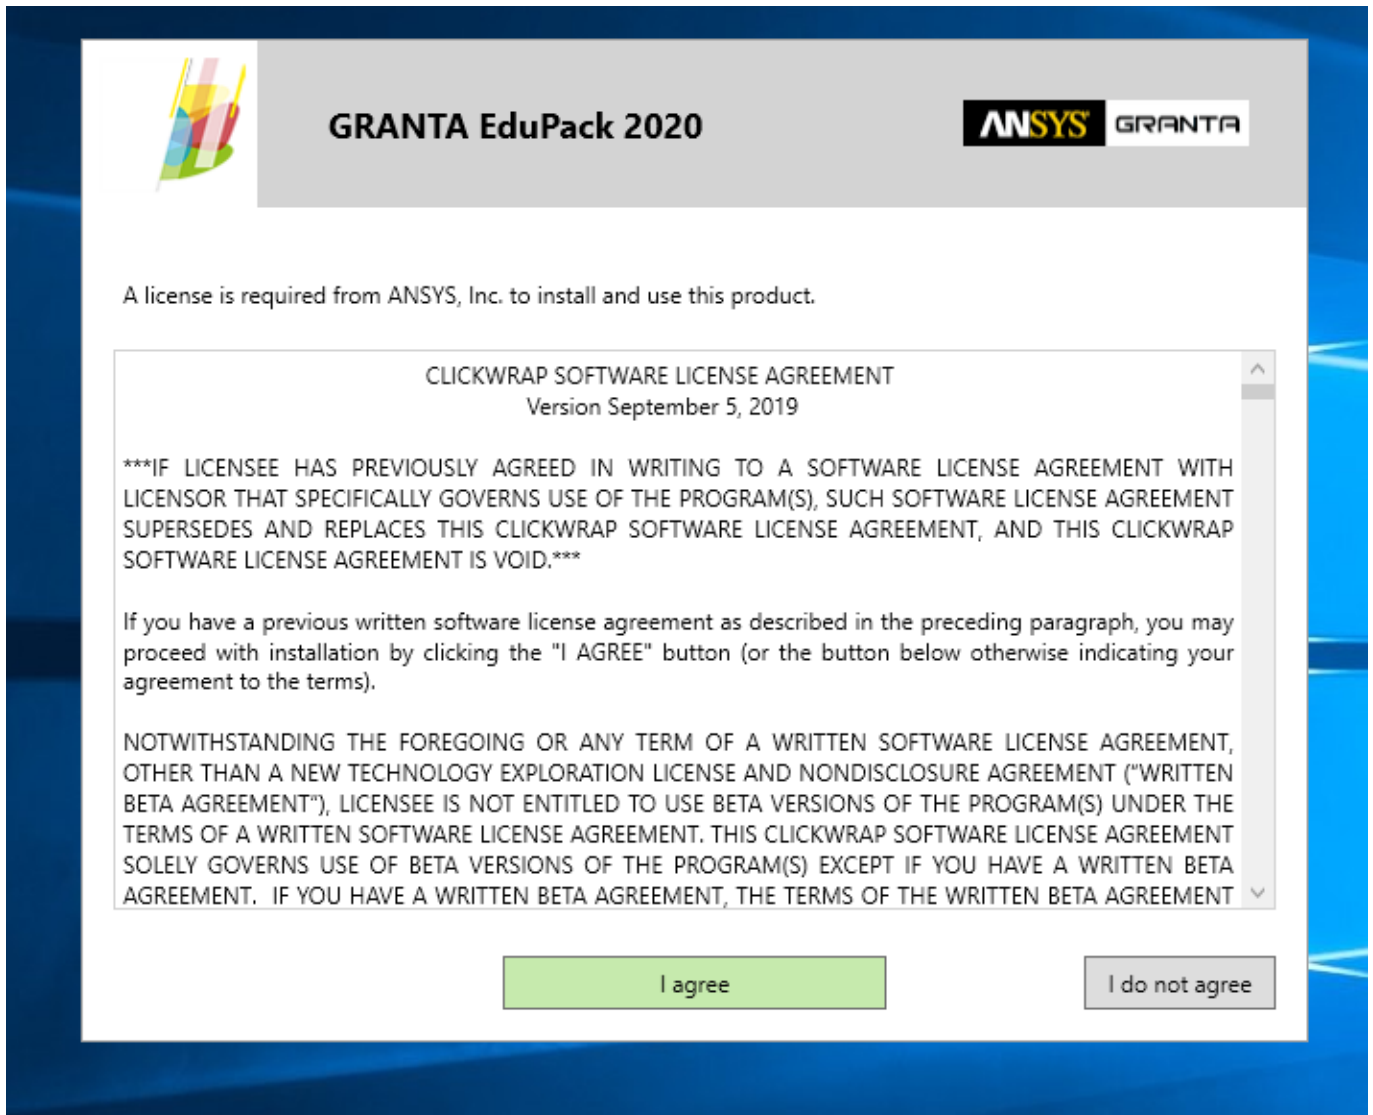 GRANTA EduPack 2020
ANSYS GRANTA
A license is required from ANSYS, Inc. to install and use this product.
CLICKWRAP SOFTWARE LICENSE AGREEMENT
Version September 5, 2019
***IF LICENSEE HAS PREVIOUSLY AGREED IN WRITING TO A SOFTWARE LICENSE AGREEMENT WITH
LICENSOR THAT SPECIFICALLY GOVERNS USE OF THE PROGRAM(S), SUCH SOFTWARE LICENSE AGREEMENT
SUPERSEDES AND REPLACES THIS CLICKWRAP SOFTWARE LICENSE AGREEMENT, AND THIS CLICKWRAP
SOFTWARE LICENSE AGREEMENT IS VOID.***
If you have a previous written software license agreement as described in the preceding paragraph, you may
proceed with installation by clicking the "I AGREE" button (or the button below otherwise indicating your
agreement to the terms).
NOTWITHSTANDING THE FOREGOING OR ANY TERM OF A WRITTEN SOFTWARE LICENSE AGREEMENT,
OTHER THAN A NEW TECHNOLOGY EXPLORATION LICENSE AND NONDISCLOSURE AGREEMENT (“WRITTEN
BETA AGREEMENT“), LICENSEE IS NOT ENTITLED TO USE BETA VERSIONS OF THE PROGRAM(S) UNDER THE
TERMS OF A WRITTEN SOFTWARE LICENSE AGREEMENT. THIS CLICKWRAP SOFTWARE LICENSE AGREEMENT
SOLELY GOVERNS USE OF BETA VERSIONS OF THE PROGRAM(S) EXCEPT IF YOU HAVE A WRITTEN BETA
AGREEMENT.  IF YOU HAVE A WRITTEN BETA AGREEMENT, THE TERMS OF THE WRITTEN BETA AGREEMENT
I agree
I do not agree